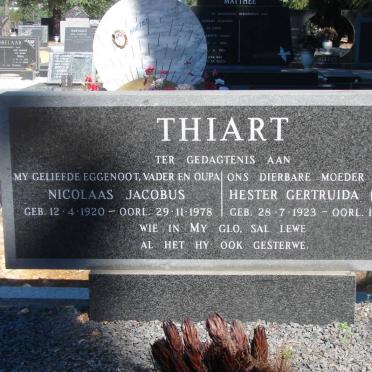 MATTHEE
THIART
TER GEDAGTENIS AAN
MY GELIEFDE EGGENOOT, VADER EN OUPA ONS DIERBARE MOEDER
NICOLAAS JACOBUS HESTER GERTRUIDA
GEB. 12·4·1920 – OORL. 29·11·1978 GEB. 28·7·1923 – OORL.
WIE IN MY GLO, SAL LEWE
AL HET HY OOK GESTERWE.